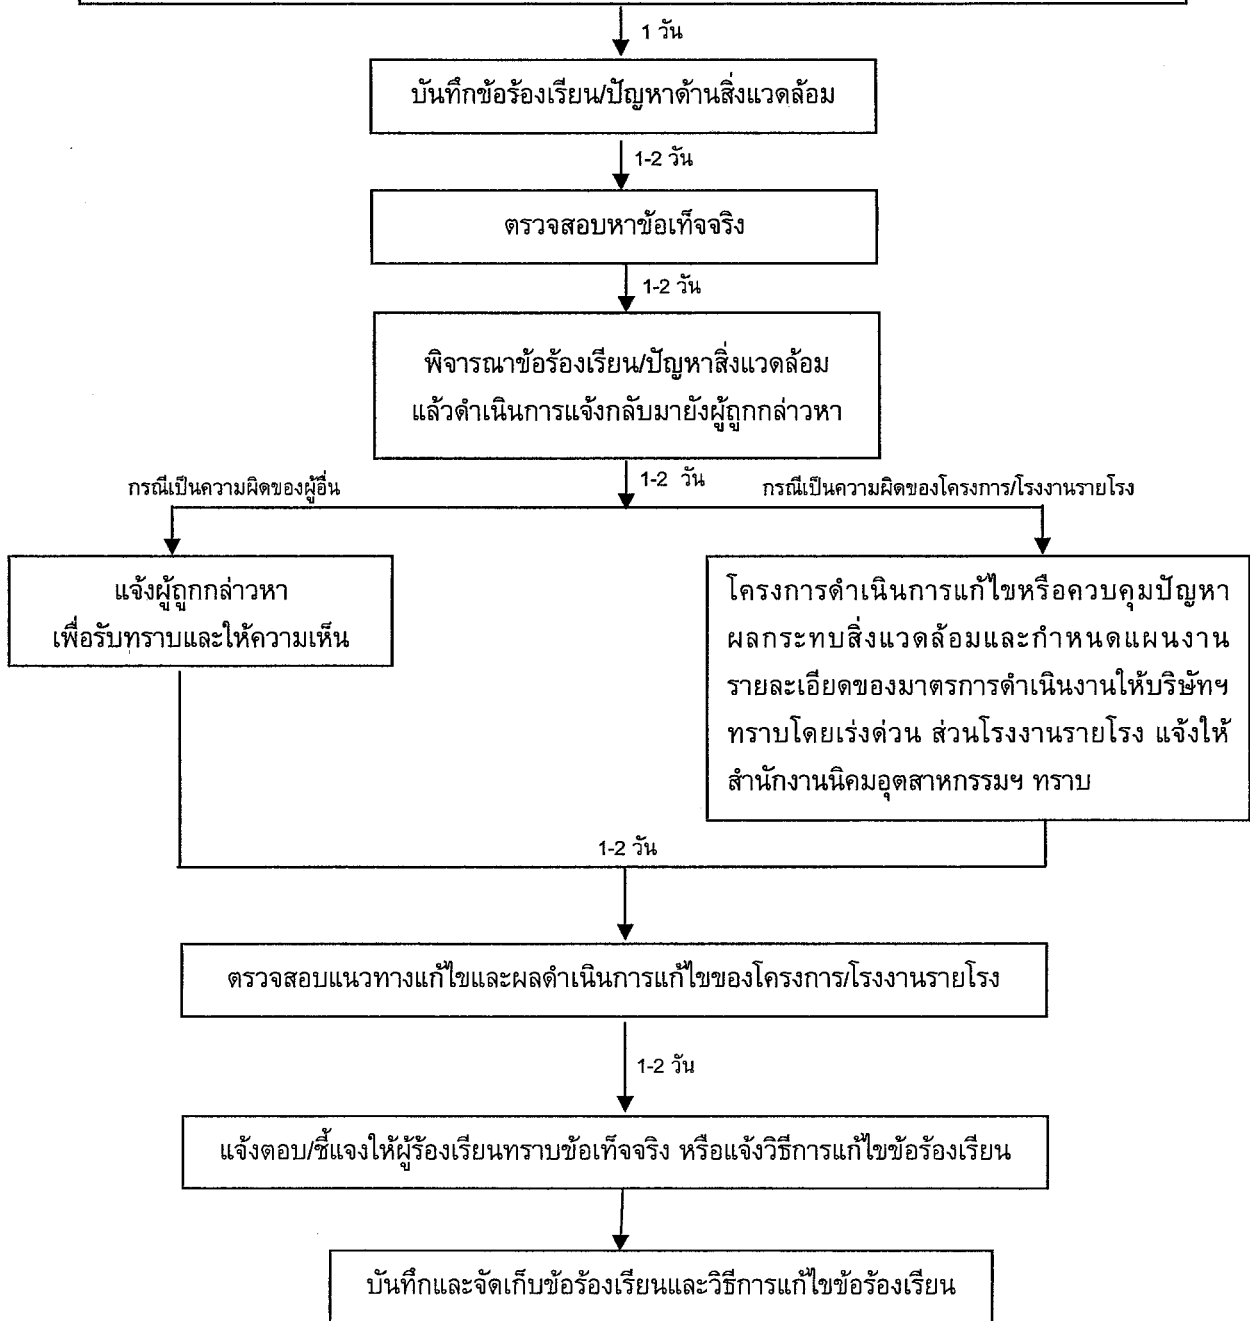 1 วัน
บันทึกข้อร้องเรียน/ปัญหาด้านสิ่งแวดล้อม
1-2 วัน
ตรวจสอบหาข้อเท็จจริง
1-2 วัน
พิจารณาข้อร้องเรียน/ปัญหาสิ่งแวดล้อม
แล้วดำเนินการแจ้งกลับมายังผู้ถูกกล่าวหา
1-2 วัน
กรณีเป็นความผิดของผู้อื่น
กรณีเป็นความผิดของโครงการ/โรงงานรายโรง
แจ้งผู้ถูกกล่าวหา
เพื่อรับทราบและให้ความเห็น
โครงการดำเนินการแก้ไขหรือควบคุมปัญหา
ผลกระทบสิ่งแวดล้อมและกำหนดแผนงาน
รายละเอียดของมาตรการดำเนินงานให้บริษัทฯ
ทราบโดยเร่งด่วน ส่วนโรงงานรายโรง แจ้งให้
สำนักงานนิคมอุตสาหกรรมฯ ทราบ
1-2 วัน
ตรวจสอบแนวทางแก้ไขและผลดำเนินการแก้ไขของโครงการ/โรงงานรายโรง
1-2 วัน
แจ้งตอบ/ชี้แจงให้ผู้ร้องเรียนทราบข้อเท็จจริง หรือแจ้งวิธีการแก้ไขข้อร้องเรียน
บันทึกและจัดเก็บข้อร้องเรียนและวิธีการแก้ไขข้อร้องเรียน